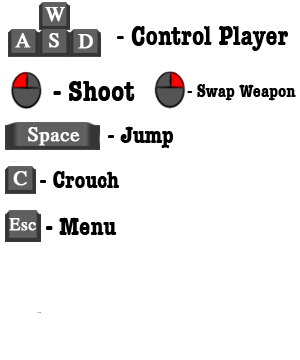 W
A S D - Control Player
- Shoot - Swap Weapon
Space - Jump
C - Crouch
Esc - Menu